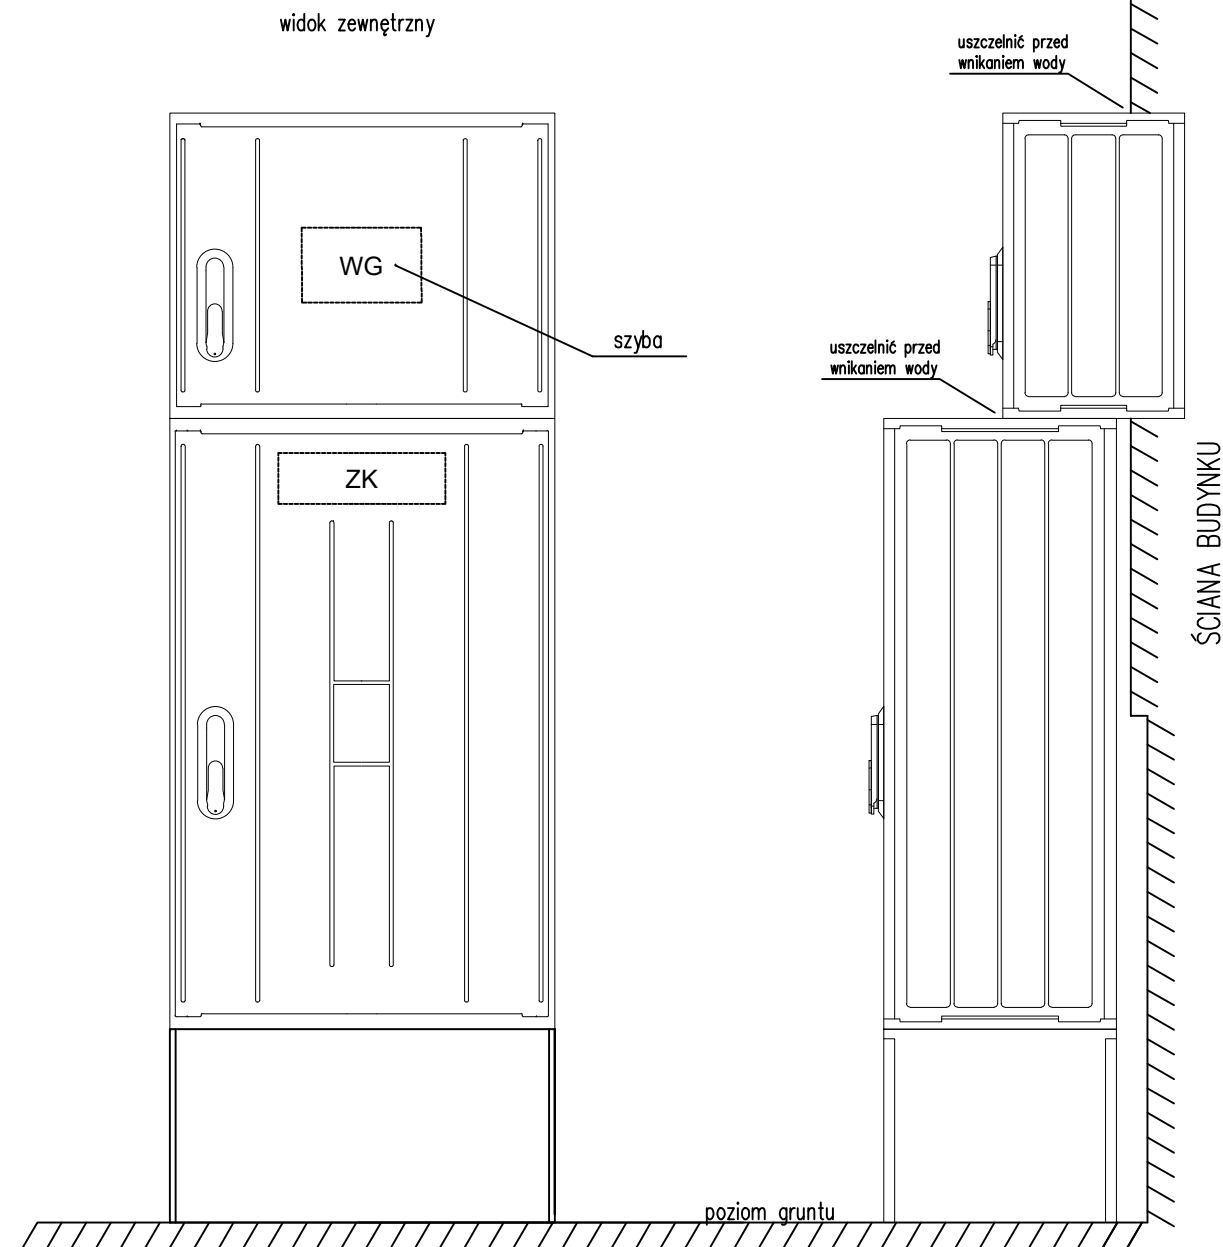 widok zewnętrzny
uszczelnić przed
wnikaniem wody
WG
szyba
uszczelnić przed
wnikaniem wody
ZK
ŚCIANA BUDYNKU
poziom gruntu